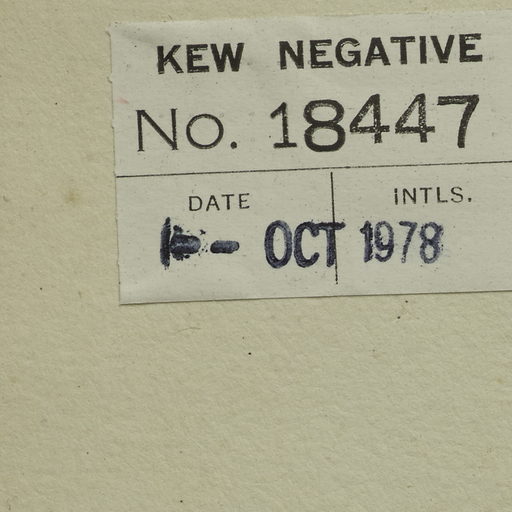 KEW NEGATIVE
No. 18447
DATE INTLS.
- OCT 1978